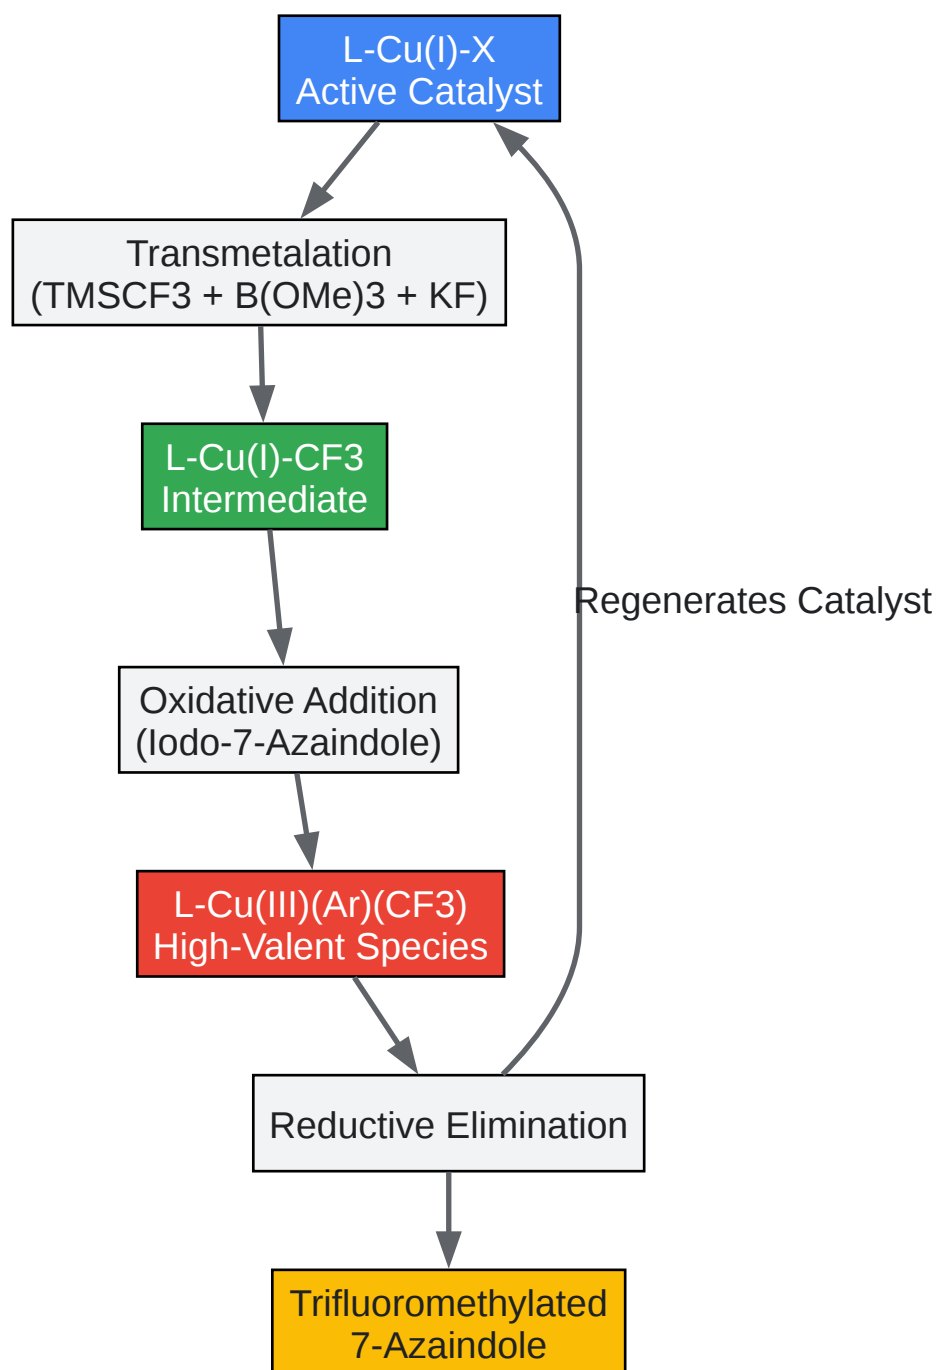 L-Cu(I)-X
Active Catalyst
Transmetalation
(TMSCF3 + B(OMe)3 + KF)
L-Cu(I)-CF3
Intermediate
Regenerates Catalyst
Oxidative Addition
(Iodo-7-Azaindole)
L-Cu(III)(Ar)(CF3)
High-Valent Species
Reductive Elimination
Trifluoromethylated
7-Azaindole